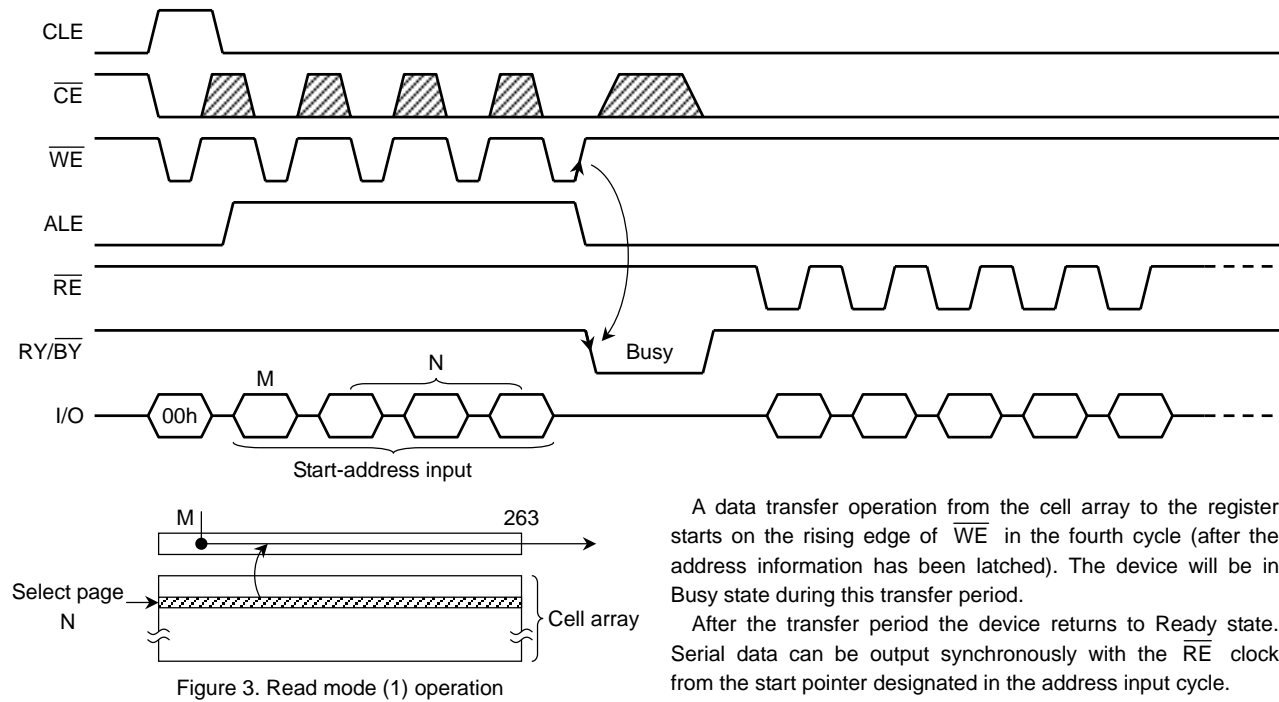 CLE
CE
WE
ALE
RE
RY/BY
Busy
M
N
I/O
00h
Start-address input
M
263
Select page
N
Cell array
Figure 3. Read mode (1) operation
A data transfer operation from the cell array to the register
starts on the rising edge of WE in the fourth cycle (after the
address information has been latched). The device will be in
Busy state during this transfer period.
After the transfer period the device returns to Ready state.
Serial data can be output synchronously with the RE clock
from the start pointer designated in the address input cycle.